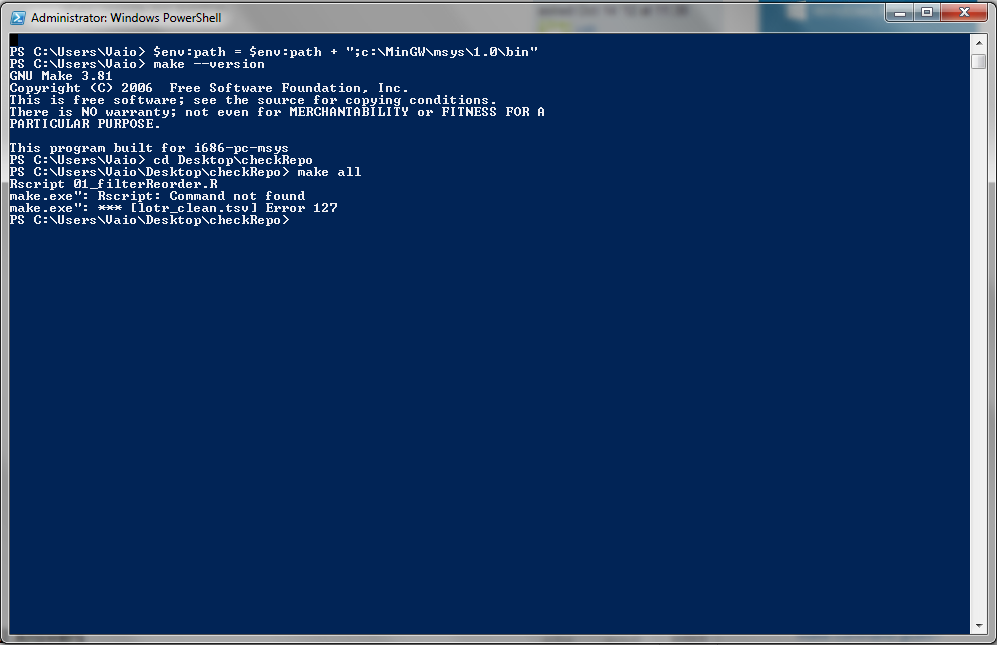 Administrator: Windows PowerShell
PS C:\Users\Vaio> $env:path = $env:path + ";c:\MinGW\msys\1.0\bin"
PS C:\Users\Vaio> make --version
GNU Make 3.81
Copyright (C) 2006  Free Software Foundation, Inc.
This is free software; see the source for copying conditions.
There is NO warranty; not even for MERCHANTABILITY or FITNESS FOR A
PARTICULAR PURPOSE.
This program built for i686-pc-msys
PS C:\Users\Vaio> cd Desktop\checkRepo
PS C:\Users\Vaio\Desktop\checkRepo> make all
Rscript 01_filterReorder.R
make.exe": Rscript: Command not found
make.exe": *** [lotr_clean.tsv] Error 127
PS C:\Users\Vaio\Desktop\checkRepo>